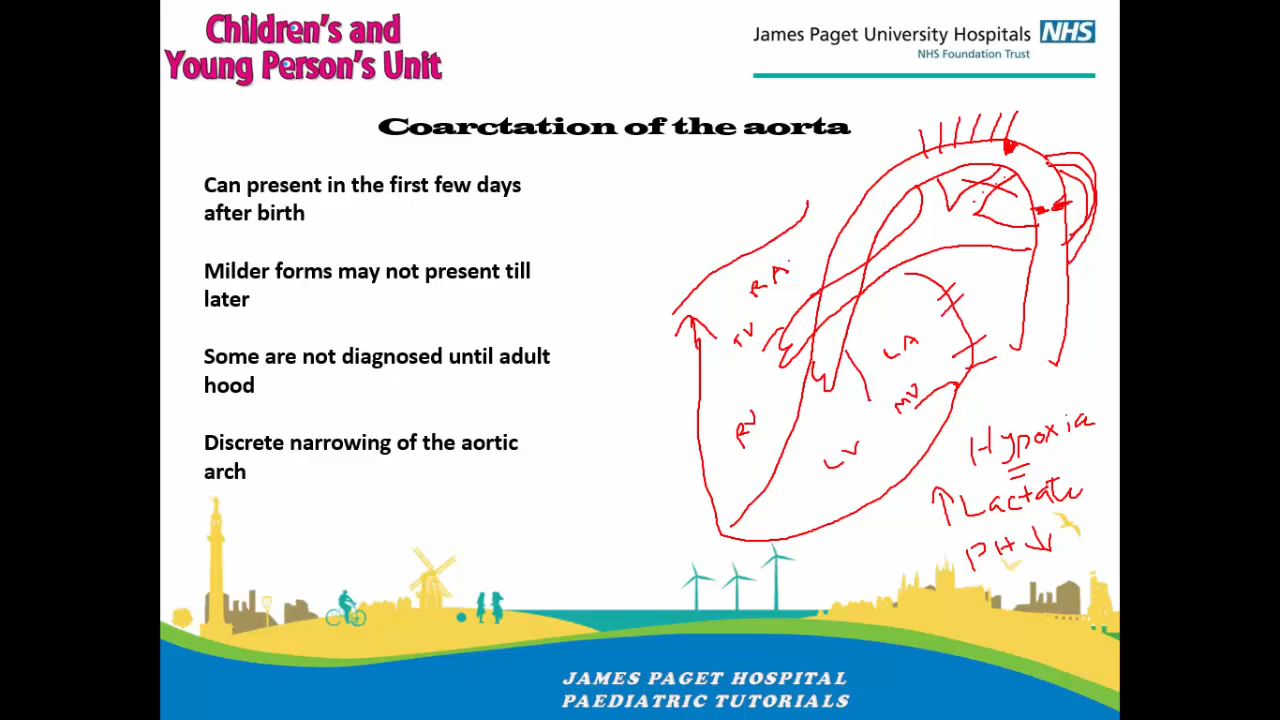 Children's and
Young Person's Unit
James Paget University Hospitals NHS
NHS Foundation Trust
Coarctation of the aorta
Can present in the first few days
after birth
Milder forms may not present till
later
Some are not diagnosed until adult
hood
Discrete narrowing of the aortic
arch
RA
TV
LA
MV
RV
LV
Hypoxia
↑Lactate
PH↓
JAMES PAGET HOSPITAL
PAEDIATRIC TUTORIALS